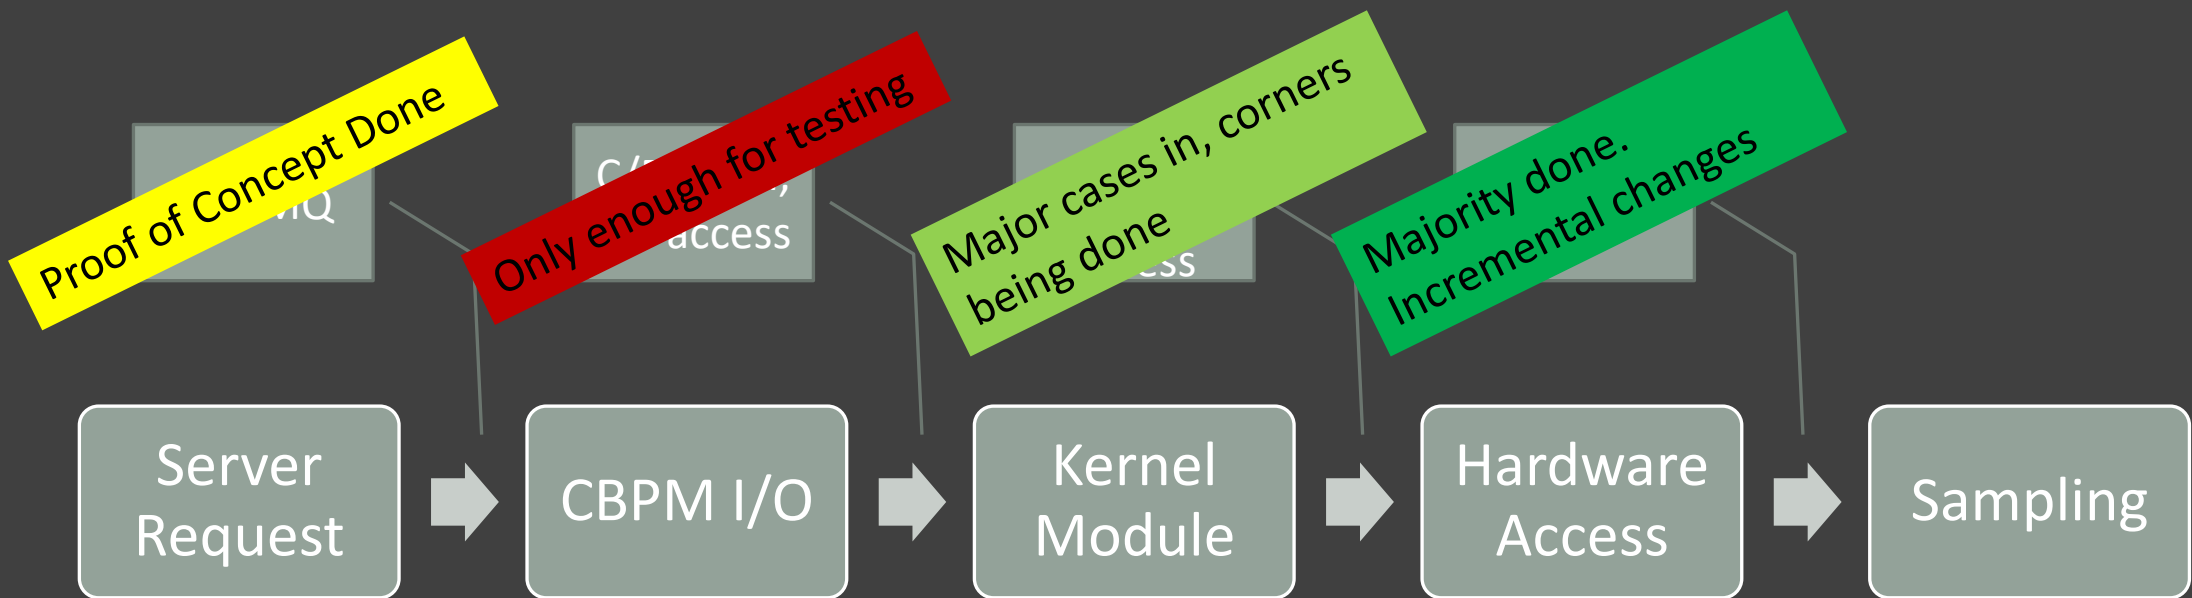 Proof of Concept Done
Only enough for testing
access
Major cases in, corners
being done
Majority done.
Incremental changes
Server
Request
CBPM I/O
Kernel
Module
Hardware
Access
Sampling